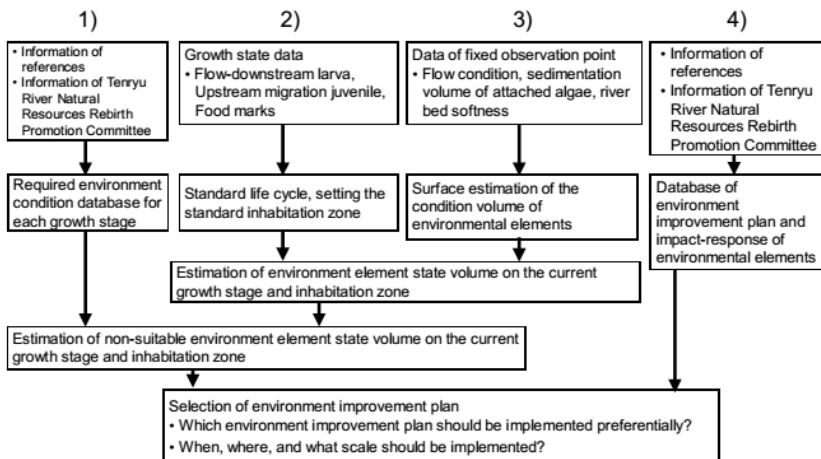 1)
2)
3)
4)
• Information of
references
• Information of Tenryu
River Natural
Resources Rebirth
Promotion Committee
Growth state data
• Flow-downstream larva,
Upstream migration juvenile,
Food marks
Data of fixed observation point
• Flow condition, sedimentation
volume of attached algae, river
bed softness
• Information of
references
• Information of Tenryu
River Natural
Resources Rebirth
Promotion Committee
Required environment
condition database for
each growth stage
Standard life cycle, setting the
standard inhabitation zone
Surface estimation of the
condition volume of
environmental elements
Database of
environment
improvement plan and
impact-response of
environmental elements
Estimation of environment element state volume on the current
growth stage and inhabitation zone
Estimation of non-suitable environment element state volume on the current
growth stage and inhabitation zone
Selection of environment improvement plan
• Which environment improvement plan should be implemented preferentially?
• When, where, and what scale should be implemented?